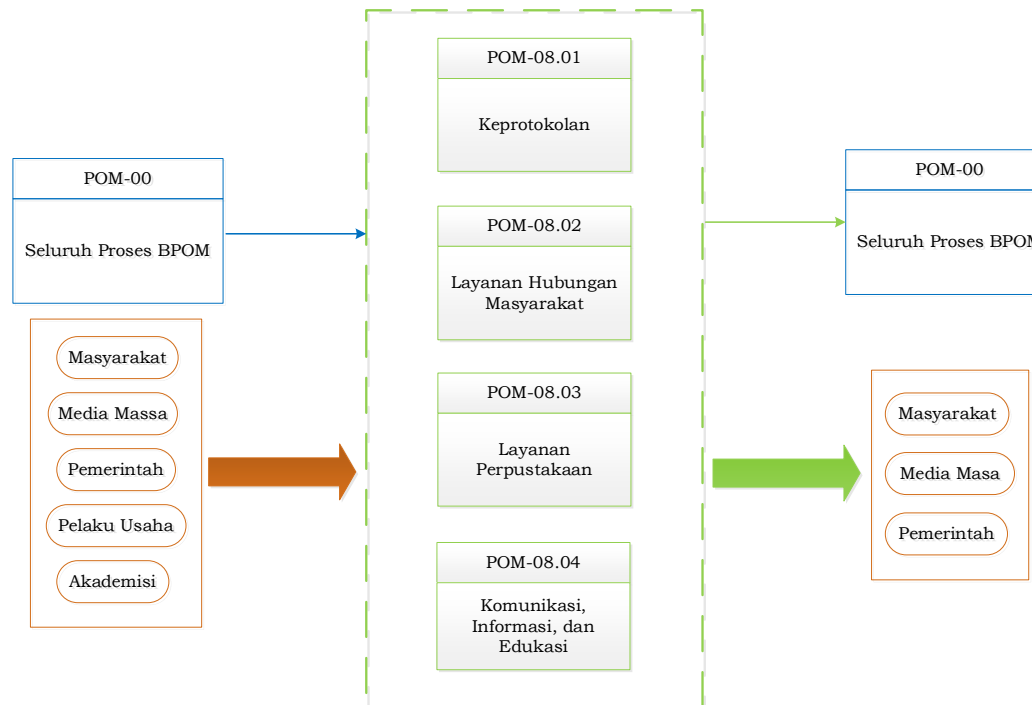 POM-00
Seluruh Proses BPOM
Masyarakat
Media Massa
Pemerintah
Pelaku Usaha
Akademisi
POM-08.01
Keprotokolan
POM-08.02
Layanan Hubungan
Masyarakat
POM-08.03
Layanan
Perpustakaan
POM-08.04
Komunikasi,
Informasi, dan
Edukasi
POM-00
Seluruh Proses BPOM
Masyarakat
Media Masa
Pemerintah